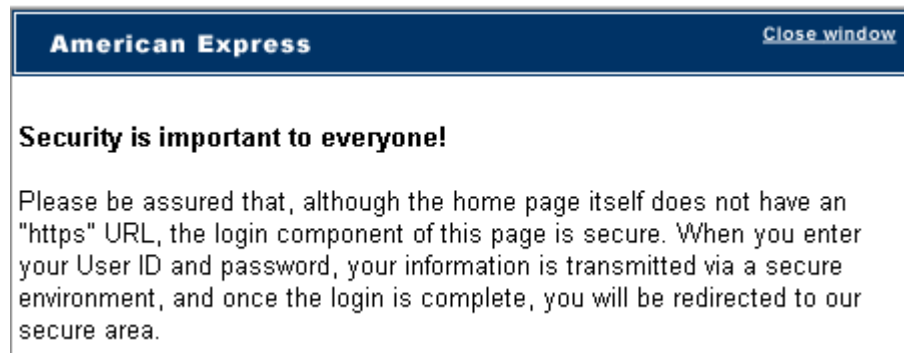 American Express
Close window
Security is important to everyone!
Please be assured that, although the home page itself does not have an
"https" URL, the login component of this page is secure. When you enter
your User ID and password, your information is transmitted via a secure
environment, and once the login is complete, you will be redirected to our
secure area.